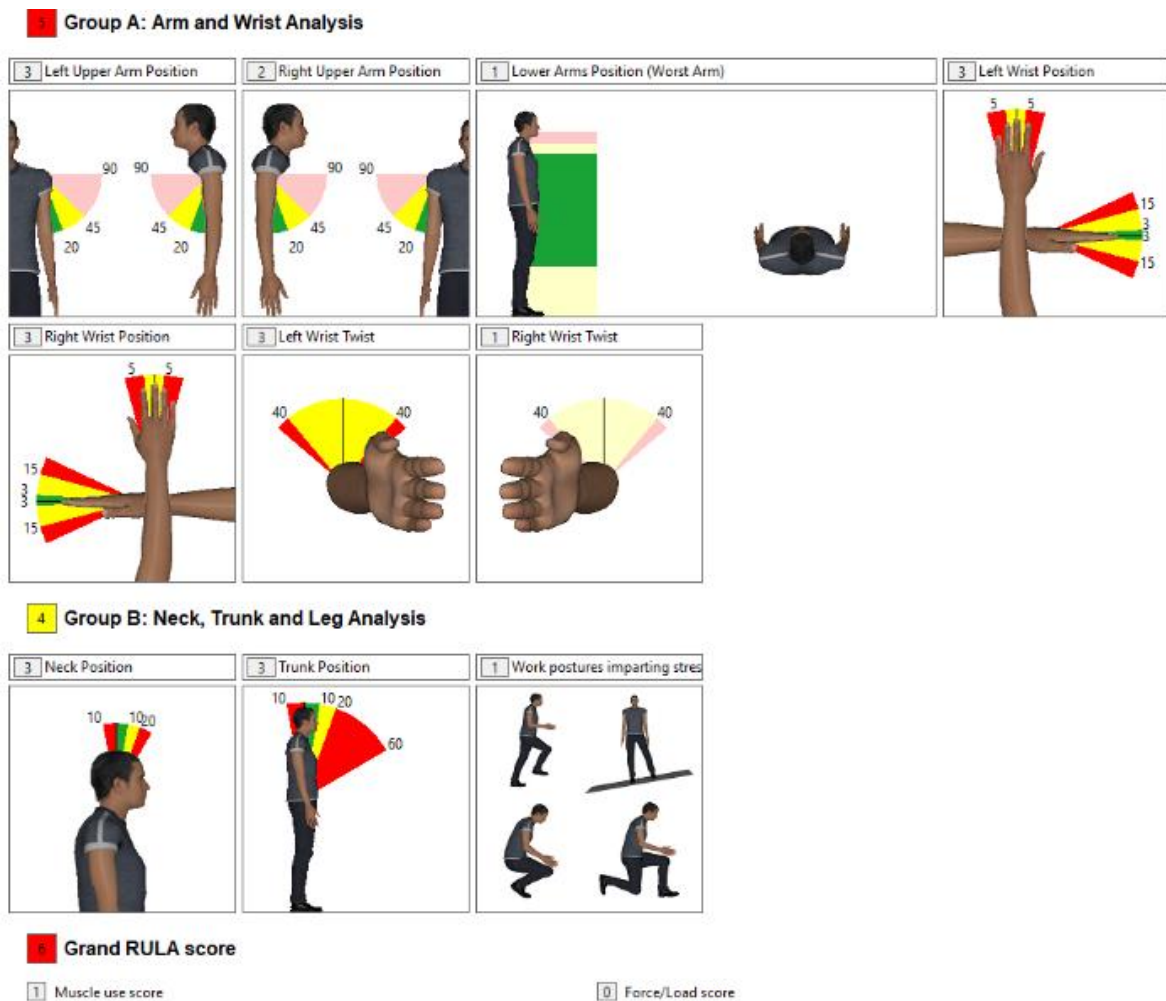 5 Group A: Arm and Wrist Analysis
3 Left Upper Arm Position
2 Right Upper Arm Position
1 Lower Arms Position (Worst Arm)
3 Left Wrist Position
90 90
45 45
20 20
90 90
45 45
20 20
5 5
15
3
3
15
3 Right Wrist Position
3 Left Wrist Twist
1 Right Wrist Twist
5 5
15
3
3
15
40 40
40 40
4 Group B: Neck, Trunk and Leg Analysis
3 Neck Position
3 Trunk Position
1 Work postures imparting stres
10 10 20
10 10 20
60
6 Grand RULA score
1 Muscle use score
0 Force/Load score